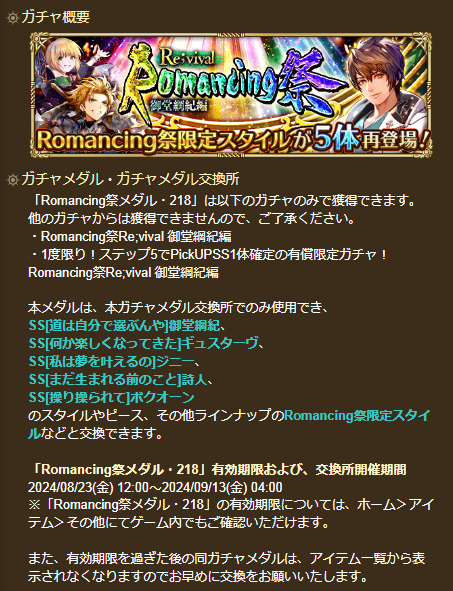 ガチャ概要
Re;vival
Romancing祭
御堂綱紀編
Romancing祭限定スタイルが5体再登場!
ガチャメダル・ガチャメダル交換所
「Romancing祭メダル・218」は以下のガチャのみで獲得できます。
他のガチャからは獲得できませんので、ご了承ください。
・Romancing祭Re;vival 御堂綱紀編
・1度限り！ステップ5でPickUPSS1体確定の有償限定ガチャ！
Romancing祭Re;vival 御堂綱紀編
本メダルは、本ガチャメダル交換所でのみ使用でき、
SS[道は自分で選ぶんや]御堂綱紀、
SS[何か楽しくなってきた]ギュスターヴ、
SS[私は夢を叶えるの]ジニー、
SS[まだ生まれる前のこと]詩人、
SS[操り操られて]ボクオーン
のスタイルやピース、その他ラインナップのRomancing祭限定スタイ
ルなどと交換できます。
「Romancing祭メダル・218」有効期限および、交換所開催期間
2024/08/23(金) 12:00～2024/09/13(金) 04:00
※「Romancing祭メダル・218」の有効期限については、ホーム＞アイ
テム＞その他にてゲーム内でもご確認いただけます。
また、有効期限を過ぎた後の同ガチャメダルは、アイテム一覧から表
示されなくなりますのでお早めに交換をお願いいたします。